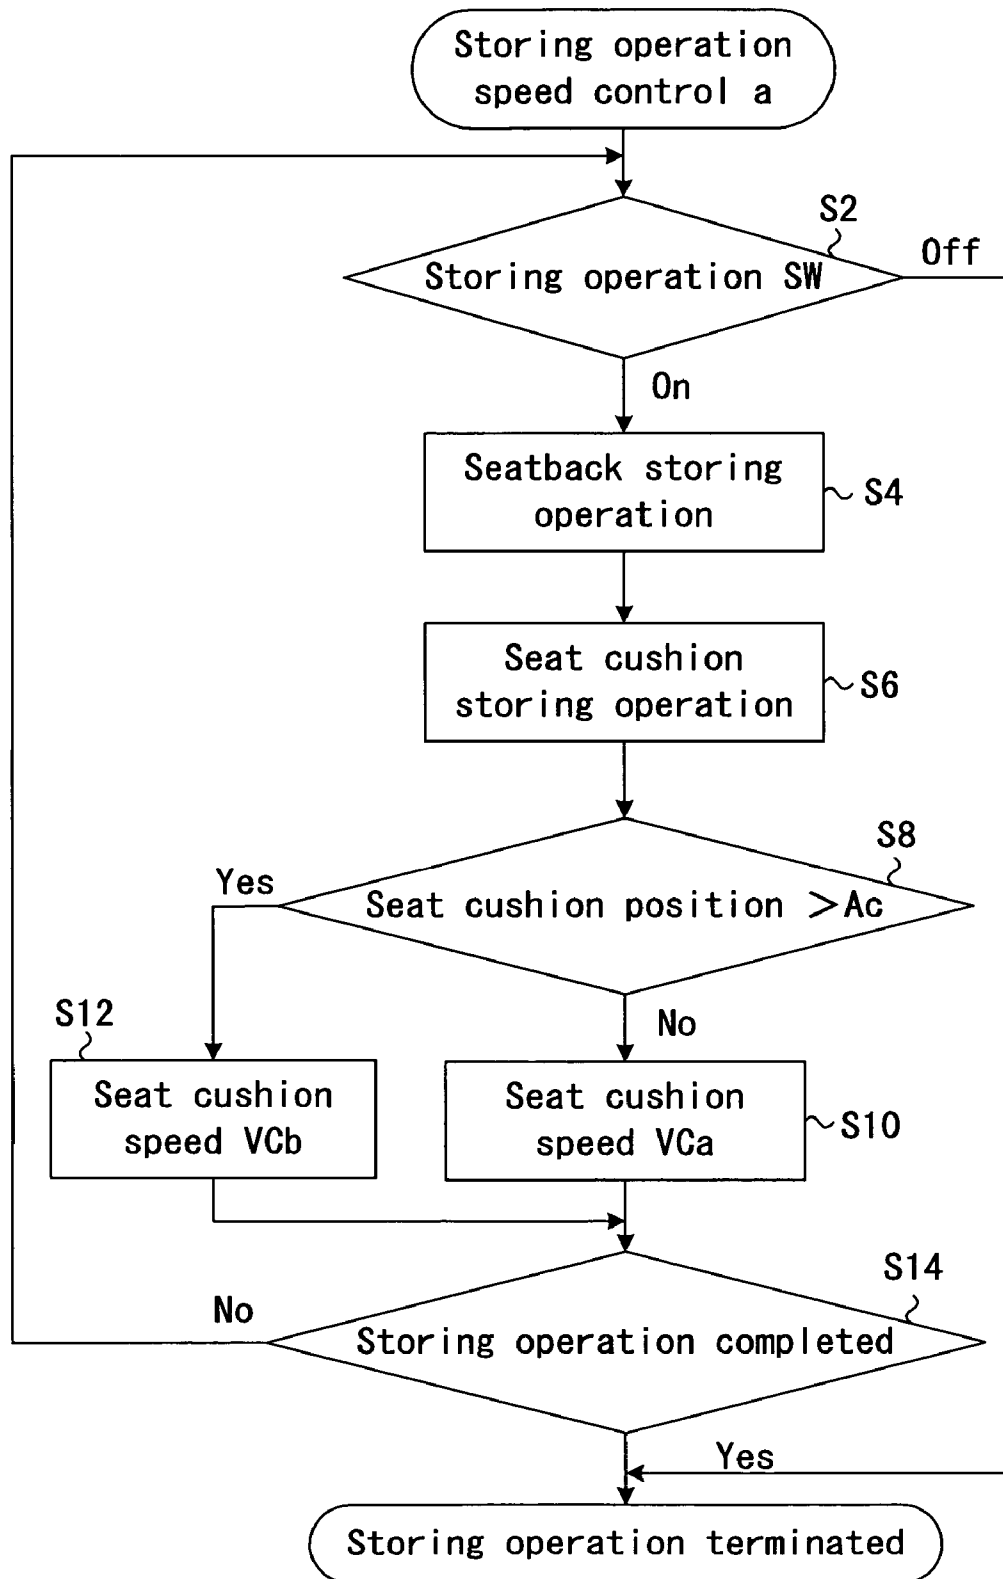 Storing operation
speed control a
S2
Off
Storing operation SW
On
Seatback storing
operation
S4
Seat cushion
storing operation
S6
S8
Yes
Seat cushion position >Ac
S12
No
Seat cushion
speed VCb
Seat cushion
speed VCa
S10
S14
No
Storing operation completed
Yes
Storing operation terminated